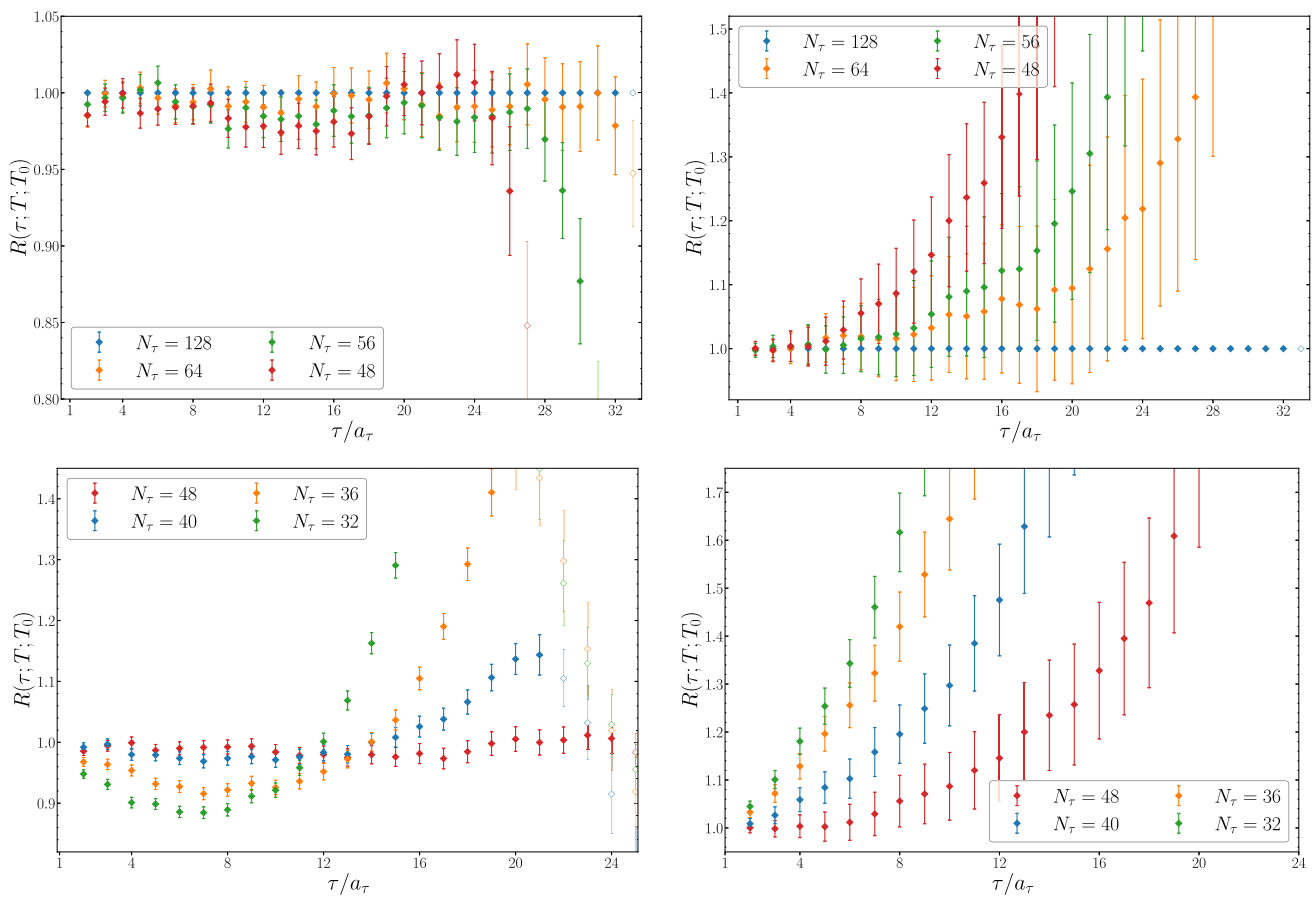 1.05
1.00
0.95
0.90
0.85
0.80
R(τ; T; T₀)
N_τ = 128
N_τ = 56
N_τ = 64
N_τ = 48
1 4 8 12 16 20 24 28 32
τ/a_τ
1.5
1.4
1.3
1.2
1.1
1.0
R(τ; T; T₀)
N_τ = 128
N_τ = 56
N_τ = 64
N_τ = 48
1 4 8 12 16 20 24 28 32
τ/a_τ
1.4
1.3
1.2
1.1
1.0
0.9
R(τ; T; T₀)
N_τ = 48
N_τ = 36
N_τ = 40
N_τ = 32
1 4 8 12 16 20 24
τ/a_τ
1.7
1.6
1.5
1.4
1.3
1.2
1.1
1.0
R(τ; T; T₀)
N_τ = 48
N_τ = 36
N_τ = 40
N_τ = 32
1 4 8 12 16 20 24
τ/a_τ